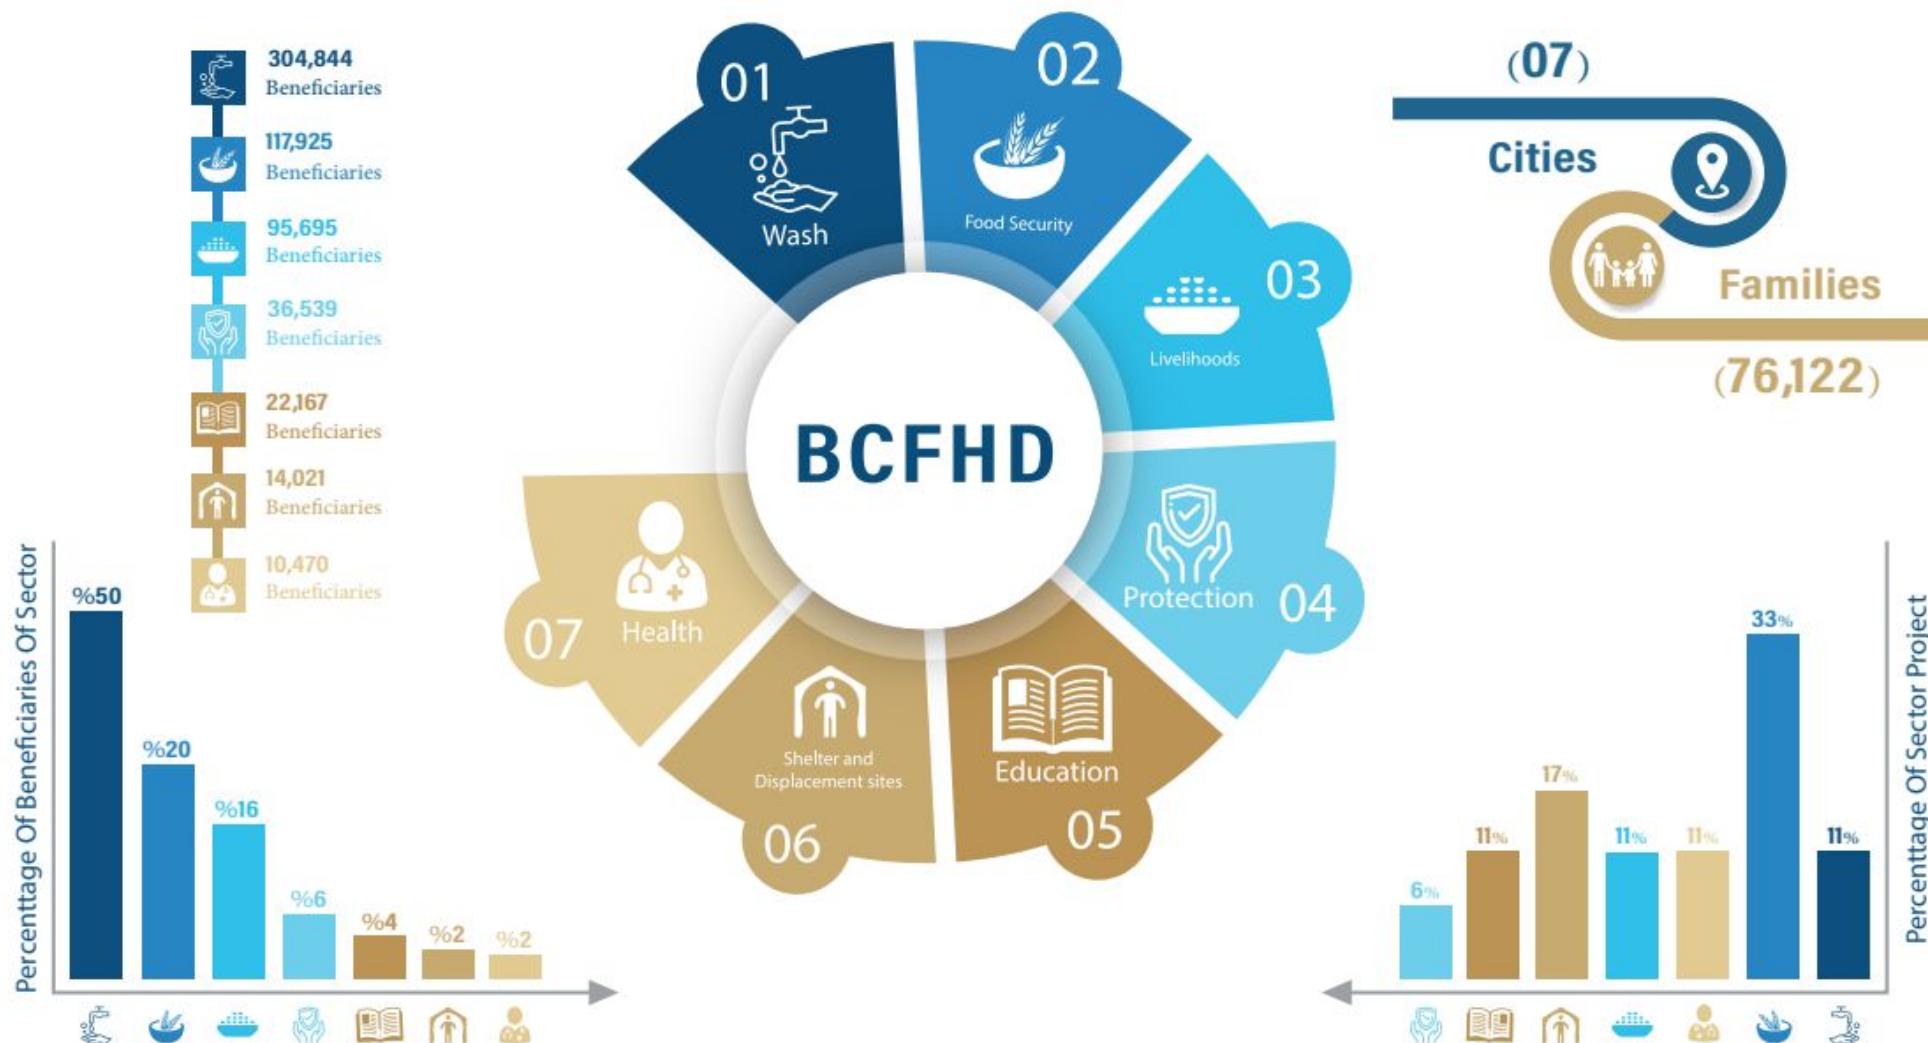 304,844
Beneficiaries
117,925
Beneficiaries
95,695
Beneficiaries
36,539
Beneficiaries
22,167
Beneficiaries
14,021
Beneficiaries
10,470
Beneficiaries
01
Wash
02
Food Security
03
Livelihoods
Protection
04
Education
05
Shelter and
Displacement sites
06
07
Health
BCFHD
(07)
Cities
Families
(76,122)
Percenttage Of Beneficiaries Of Sector
%50
%20
%16
%6
%4
%2
%2
6%
11%
17%
11%
11%
33%
11%
Percenttage Of Sector Project